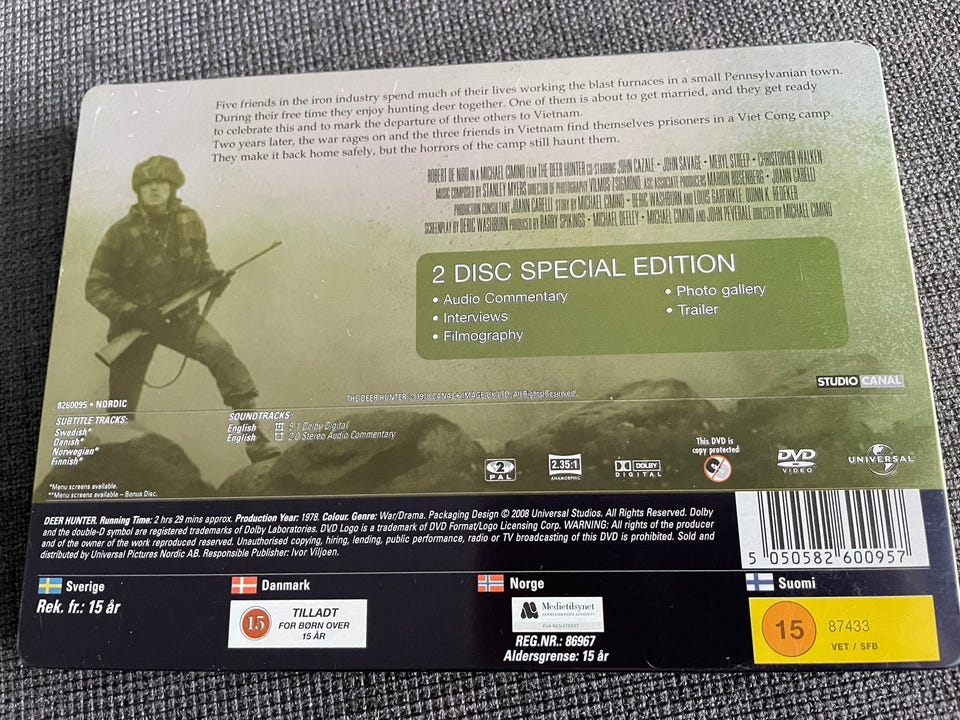 Five friends in the iron industry spend much of their lives working the blast furnaces in a small Pennsylvanian town.
During their free time they enjoy hunting deer together. One of them is about to get married, and they get ready
to celebrate this and to mark the departure of three others to Vietnam.
Two years later, the war rages on and the three friends in Vietnam find themselves prisoners in a Viet Cong camp.
They make it back home safely, but the horrors of the camp still haunt them.
ROBERT DE NIRO IN A MICHAEL CIMINO FILM THE DEER HUNTER CO-STARRING JOHN CAZALE · JOHN SAVAGE · MERYL STREEP · CHRISTOPHER WALKEN
MUSIC COMPOSED BY STANLEY MYERS DIRECTOR OF PHOTOGRAPHY VILMOS ZSIGMOND, ASC ASSOCIATE PRODUCERS MARION ROSENBERG · JOANN CARELLI
PRODUCTION CONSULTANT JOANN CARELLI STORY BY MICHAEL CIMINO · DERIC WASHBURN AND LOUIS GARFINKLE, QUINN K. REDEKER
SCREENPLAY BY DERIC WASHBURN PRODUCED BY BARRY SPIKINGS · MICHAEL DEELEY · MICHAEL CIMINO AND JOHN PEVERALL DIRECTED BY MICHAEL CIMINO
2 DISC SPECIAL EDITION
• Audio Commentary
• Interviews
• Filmography
• Photo gallery
• Trailer
STUDIO CANAL
THE DEER HUNTER © 1978 CANAL + IMAGE UK LTD. All Rights Reserved.
8260095 • NORDIC
SUBTITLE TRACKS:
Swedish*
Danish*
Norwegian*
Finnish*
SOUNDTRACKS:
English 5.1 Dolby Digital
English 2.0 Stereo Audio Commentary
*Menu screens available.
**Menu screens available – Bonus Disc.
2
PAL
2.35:1
ANAMORPHIC
DOLBY
DIGITAL
This DVD is
copy protected
DVD
VIDEO
UNIVERSAL
DEER HUNTER. Running Time: 2 hrs 29 mins approx. Production Year: 1978. Colour. Genre: War/Drama. Packaging Design © 2008 Universal Studios. All Rights Reserved. Dolby
and the double-D symbol are registered trademarks of Dolby Laboratories. DVD Logo is a trademark of DVD Format/Logo Licensing Corp. WARNING: All rights of the producer
and of the owner of the work reproduced reserved. Unauthorised copying, hiring, lending, public performance, radio or TV broadcasting of this DVD is prohibited. Sold and
distributed by Universal Pictures Nordic AB. Responsible Publisher: Ivor Viljoen.
5 050582 600957
Sverige
Rek. fr.: 15 år
Danmark
15
TILLADT
FOR BØRN OVER
15 ÅR
Norge
Medietilsynet
NORWEGIAN MEDIA AUTHORITY
KUN REGISTRERT
REG.NR.: 86967
Aldersgrense: 15 år
Suomi
15
87433
VET / SFB